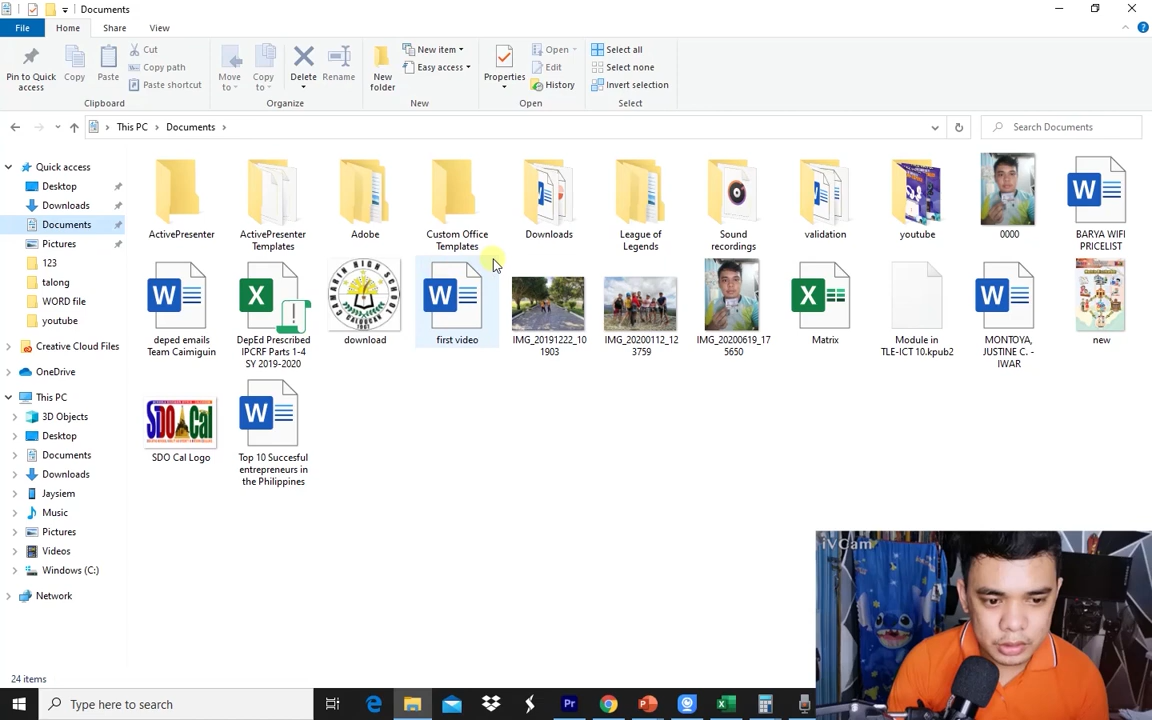 Documents
File
Home
Share
View
Pin to Quick
access
Copy
Paste
Cut
Copy path
Paste shortcut
Clipboard
Move
to
Copy
to
Delete
Rename
Organize
New
folder
New item
Easy access
New
Properties
Open
Edit
History
Open
Select all
Select none
Invert selection
Select
This PC > Documents >
Search Documents
Quick access
Desktop
Downloads
Documents
Pictures
123
talong
WORD file
youtube
Creative Cloud Files
OneDrive
This PC
3D Objects
Desktop
Documents
Downloads
Jaysiem
Music
Pictures
Videos
Windows (C:)
Network
ActivePresenter
ActivePresenter
Templates
Adobe
Custom Office
Templates
Downloads
League of
Legends
Sound
recordings
validation
youtube
0000
BARYA WIFI
PRICELIST
deped emails
Team Caimiguin
DepEd Prescribed
IPCRF Parts 1-4
SY 2019-2020
download
first video
IMG_20191222_10
1903
IMG_20200112_12
3759
IMG_20200619_17
5650
Matrix
Module in
TLE-ICT 10.kpub2
MONTOYA,
JUSTINE C. -
IWAR
new
SDO Cal
SDO Cal Logo
Top 10 Succesful
entrepreneurs in
the Philippines
iVCam
24 items
Type here to search